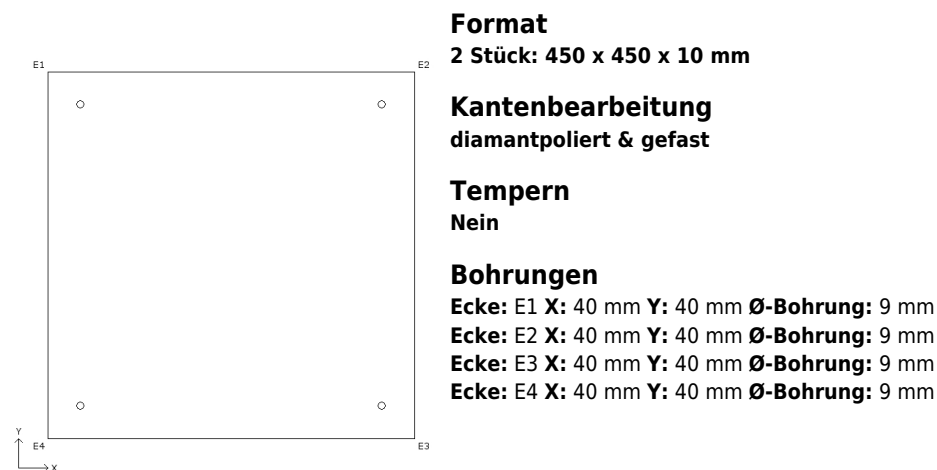 E1
E2
E4
E3
Y
X
Format
2 Stück: 450 x 450 x 10 mm
Kantenbearbeitung
diamantpoliert & gefast
Tempern
Nein
Bohrungen
Ecke: E1 X: 40 mm Y: 40 mm Ø-Bohrung: 9 mm
Ecke: E2 X: 40 mm Y: 40 mm Ø-Bohrung: 9 mm
Ecke: E3 X: 40 mm Y: 40 mm Ø-Bohrung: 9 mm
Ecke: E4 X: 40 mm Y: 40 mm Ø-Bohrung: 9 mm